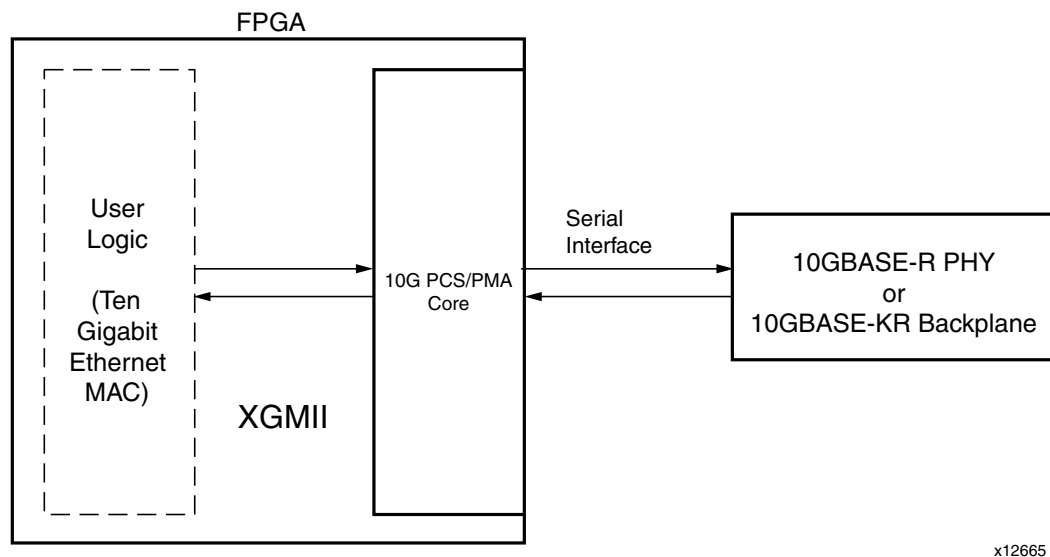 FPGA
User
Logic
(Ten
Gigabit
Ethernet
MAC)
XGMII
10G PCS/PMA
Core
Serial
Interface
10GBASE-R PHY
or
10GBASE-KR Backplane
x12665